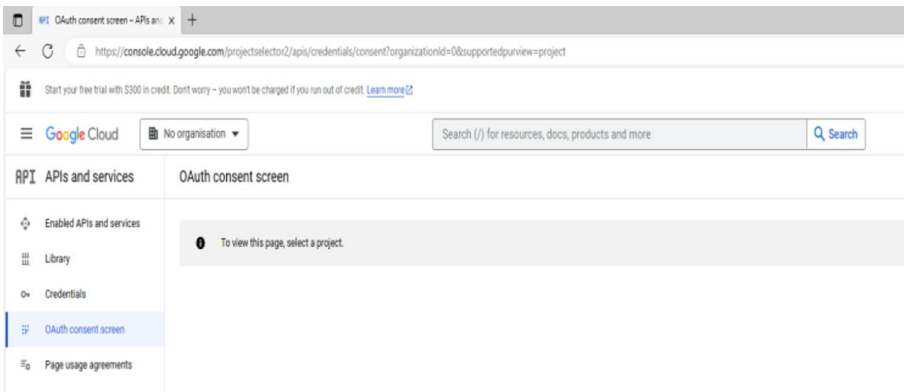 API OAuth consent screen – APIs an
https://console.cloud.google.com/projectselector2/apis/credentials/consent?organizationId=0&supportedpurview=project
Start your free trial with $300 in credit. Don't worry – you won't be charged if you run out of credit. Learn more
Google Cloud No organisation Search (/) for resources, docs, products and more Search
API APIs and services OAuth consent screen
Enabled APIs and services
To view this page, select a project.
Library
Credentials
OAuth consent screen
Page usage agreements